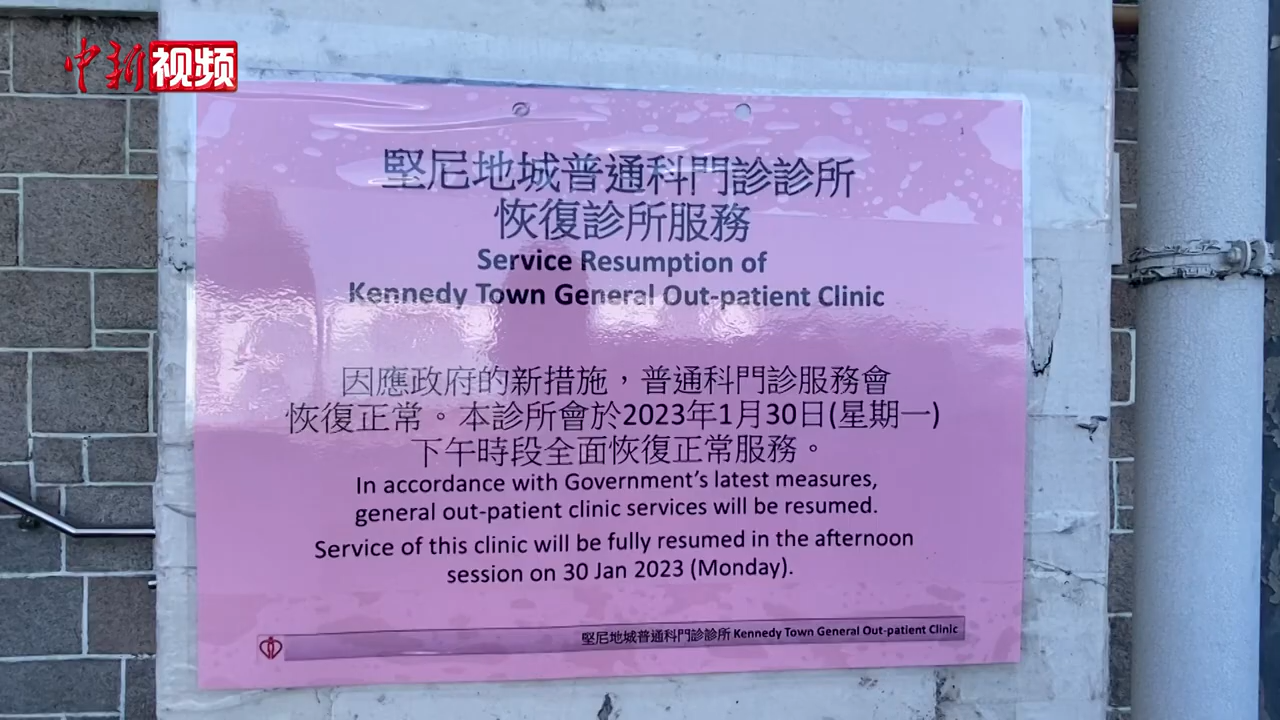 中新视频
堅尼地城普通科門診診所
恢復診所服務
Service Resumption of
Kennedy Town General Out-patient Clinic
因應政府的新措施，普通科門診服務會
恢復正常。本診所會於2023年1月30日(星期一)
下午時段全面恢復正常服務。
In accordance with Government's latest measures,
general out-patient clinic services will be resumed.
Service of this clinic will be fully resumed in the afternoon
session on 30 Jan 2023 (Monday).
堅尼地城普通科門診診所 Kennedy Town General Out-patient Clinic